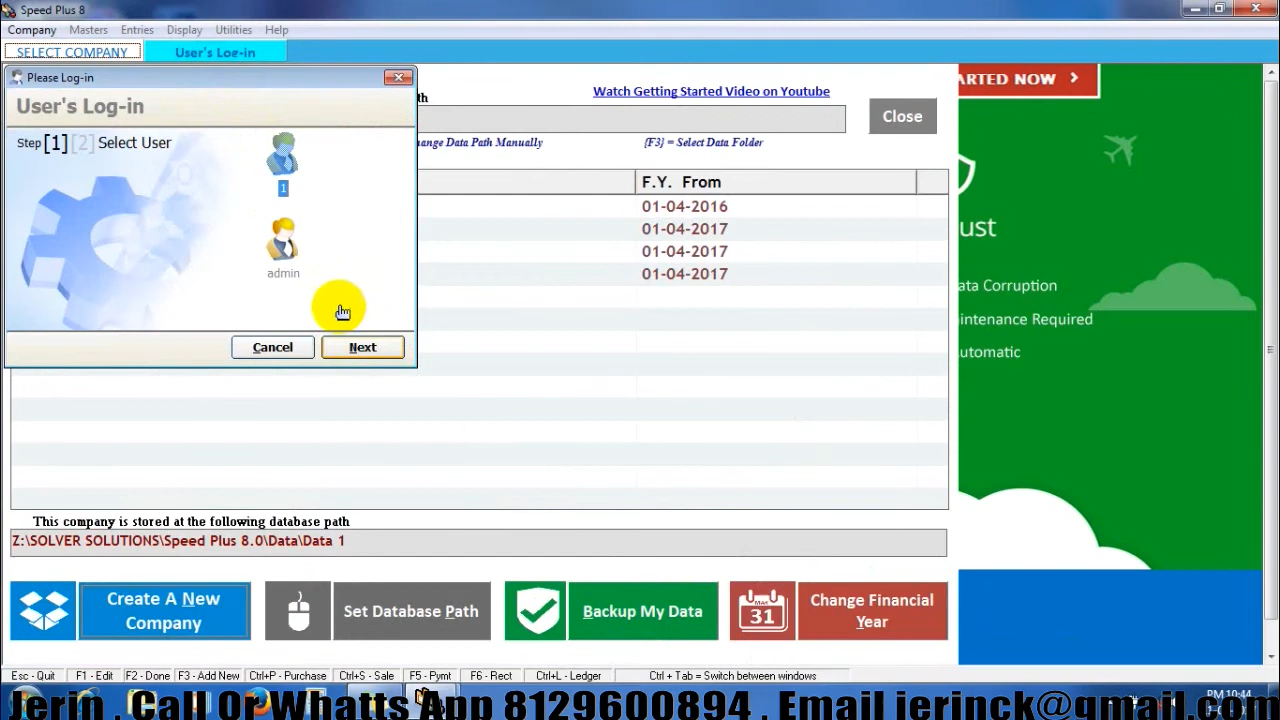 Speed Plus 8
Company Masters Entries Display Utilities Help
SELECT COMPANY User's Log-in
Please Log-in
User's Log-in
Step [1] [2] Select User
1
admin
Cancel Next
Watch Getting Started Video on Youtube
Close
{F3} = Select Data Folder
F.Y. From
01-04-2016
01-04-2017
01-04-2017
01-04-2017
ARTED NOW
ust
ata Corruption
aintenance Required
utomatic
This company is stored at the following database path
Z:\SOLVER SOLUTIONS\Speed Plus 8.0\Data\Data 1
Create A New
Company
Set Database Path
Backup My Data
MAR
31
Change Financial
Year
Esc - Quit F1 - Edit F2 - Done F3 - Add New Ctrl+P - Purchase Ctrl+S - Sale F5 - Pymt F6 - Rect Ctrl+L - Ledger Ctrl + Tab = Switch between windows
PM 10:44
Jerin , Call Or Whatts App 8129600894 , Email jerinck@gmail.com